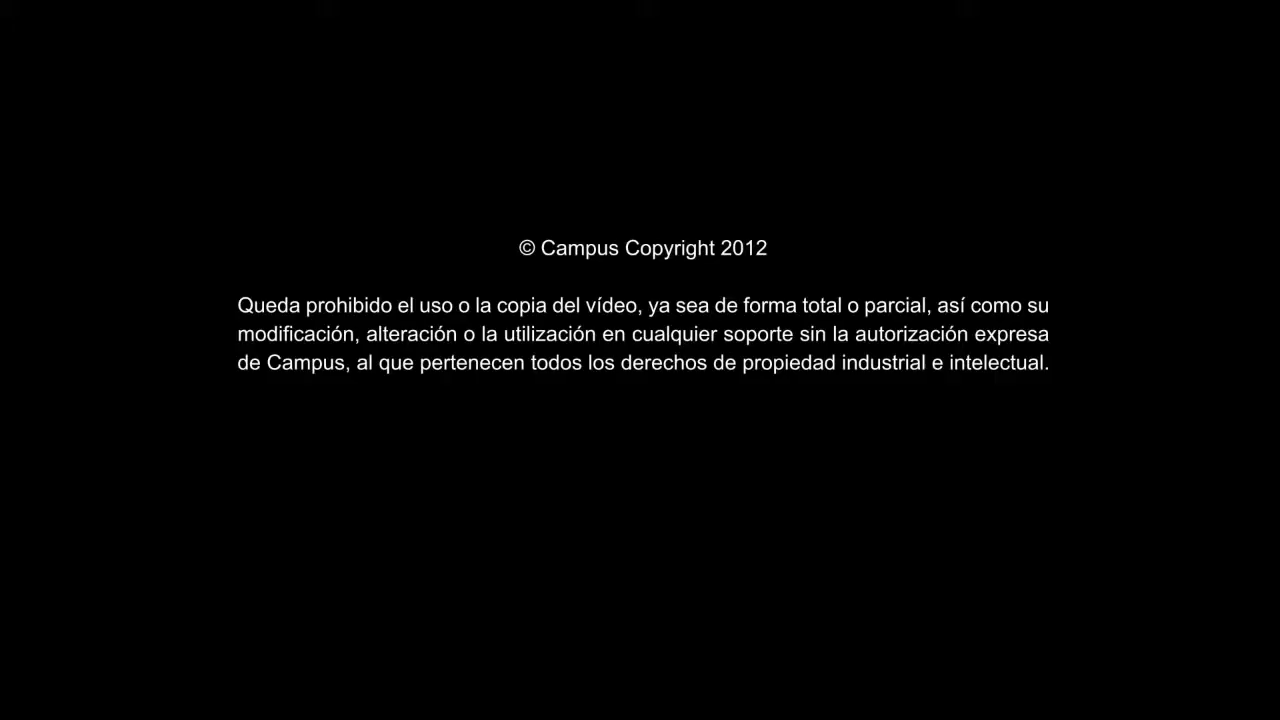 © Campus Copyright 2012
Queda prohibido el uso o la copia del vídeo, ya sea de forma total o parcial, así como su
modificación, alteración o la utilización en cualquier soporte sin la autorización expresa
de Campus, al que pertenecen todos los derechos de propiedad industrial e intelectual.